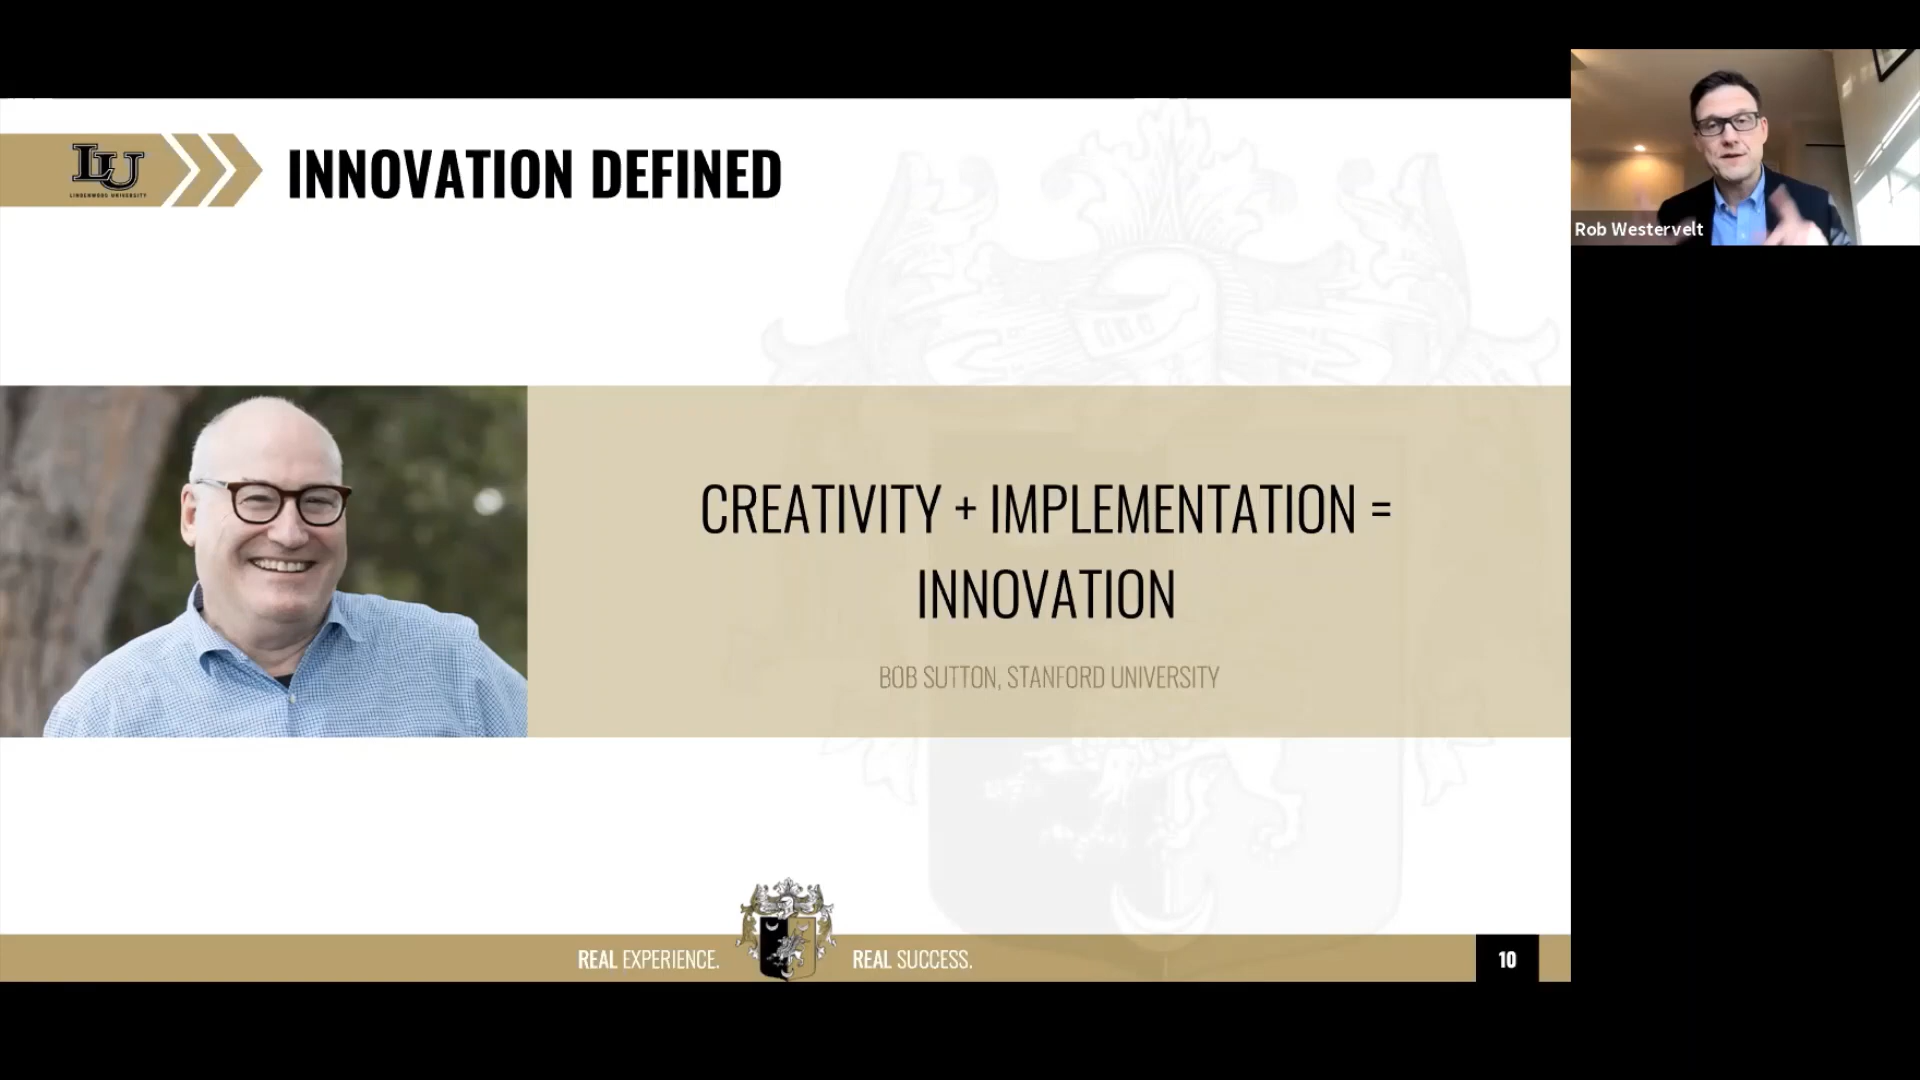 LU
LINDENWOOD UNIVERSITY
INNOVATION DEFINED
Rob Westervelt
CREATIVITY + IMPLEMENTATION =
INNOVATION
BOB SUTTON, STANFORD UNIVERSITY
REAL EXPERIENCE. REAL SUCCESS.
10